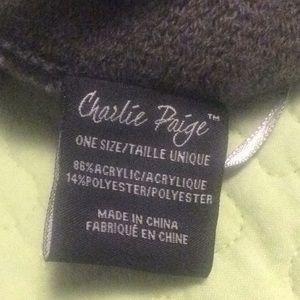 Charlie Paige™
ONE SIZE/TAILLE UNIQUE
86%ACRYLIC/ACRYLIQUE
14%POLYESTER/POLYESTER
MADE IN CHINA
FABRIQUÉ EN CHINE